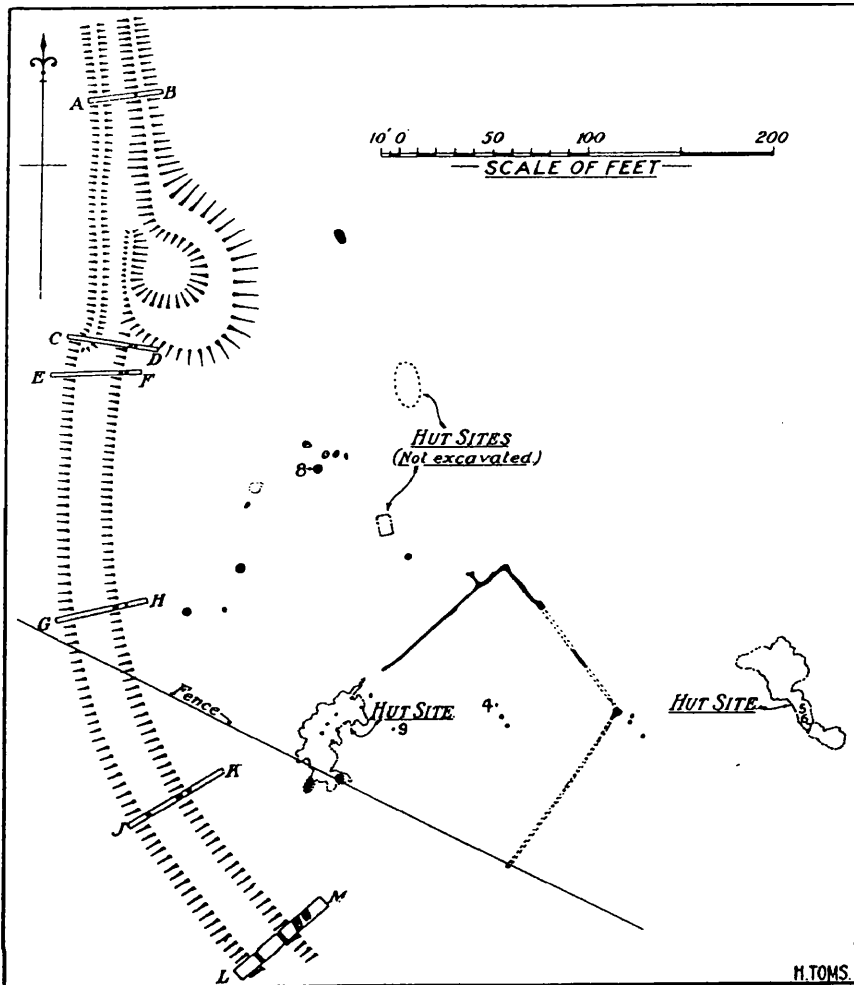 A B
10' 0' 50 100 200
SCALE OF FEET
C D
E F
HUT SITES
(Not excavated.)
8
G H
Fence
HUT SITE
9
4
HUT SITE
5
6
J K
L M
H.TOMS.